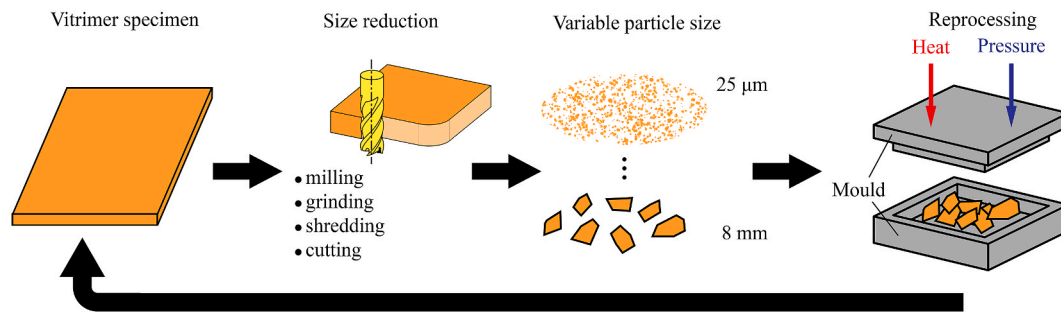 Vitrimer specimen
Size reduction
Variable particle size
Reprocessing
Heat
Pressure
25 µm
• milling
• grinding
• shredding
• cutting
⋮
8 mm
Mould